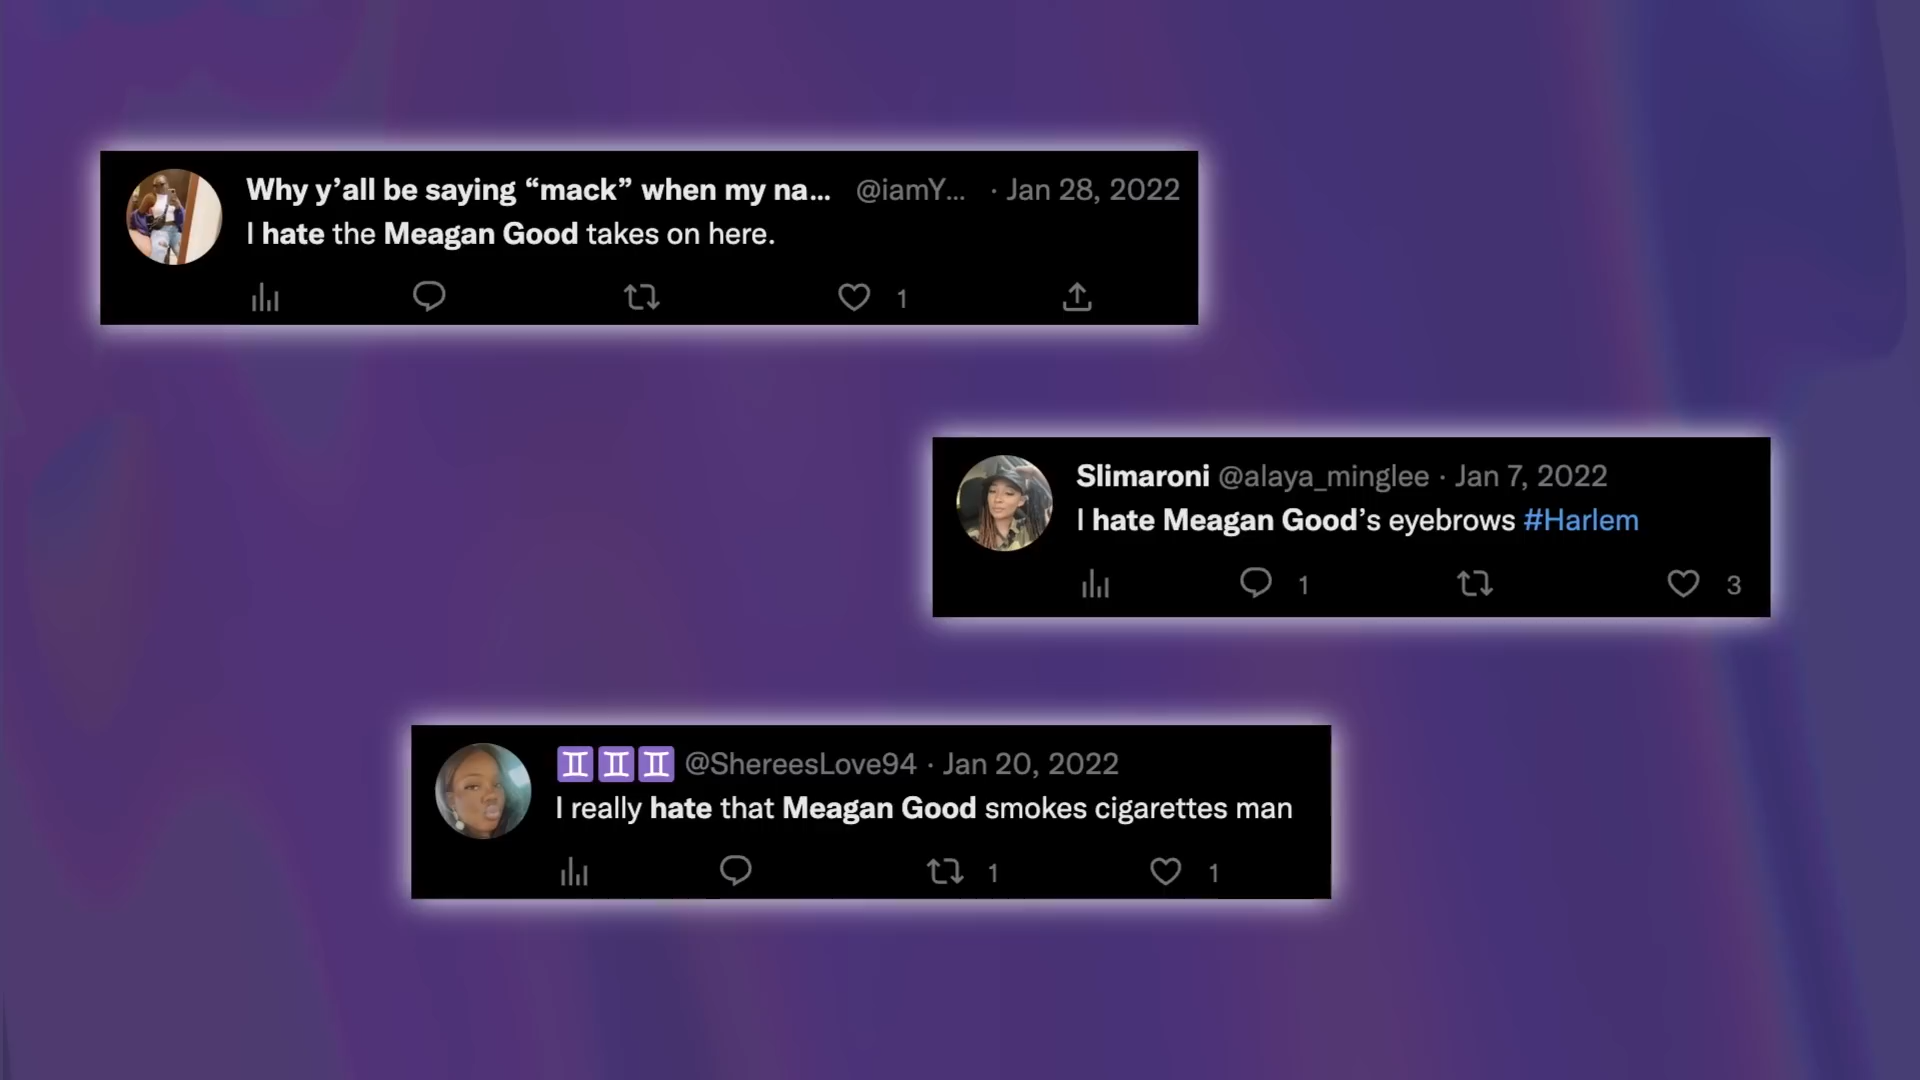 Why y’all be saying “mack” when my na... @iamY... · Jan 28, 2022
I hate the Meagan Good takes on here.
1
Slimaroni @alaya_minglee · Jan 7, 2022
I hate Meagan Good’s eyebrows #Harlem
1 3
♊♊♊ @ShereesLove94 · Jan 20, 2022
I really hate that Meagan Good smokes cigarettes man
1 1